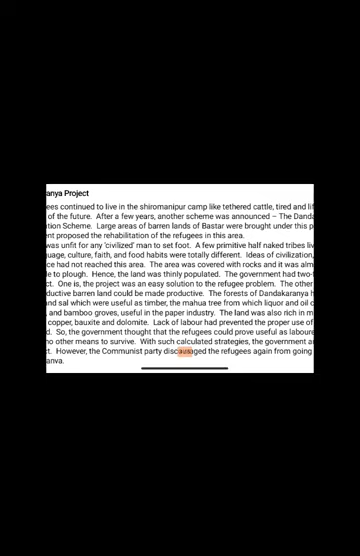 ranya Project
ees continued to live in the shiromanipur camp like tethered cattle, tired and lif
of the future. After a few years, another scheme was announced – The Danda
ation Scheme. Large areas of barren lands of Bastar were brought under this p
ent proposed the rehabilitation of the refugees in this area.
was unfit for any 'civilized' man to set foot. A few primitive half naked tribes liv
uage, culture, faith, and food habits were totally different. Ideas of civilization,
ce had not reached this area. The area was covered with rocks and it was alm
le to plough. Hence, the land was thinly populated. The government had two-
ct. One is, the project was an easy solution to the refugee problem. The other
ductive barren land could be made productive. The forests of Dandakaranya h
and sal which were useful as timber, the mahua tree from which liquor and oil c
, and bamboo groves, useful in the paper industry. The land was also rich in m
copper, bauxite and dolomite. Lack of labour had prevented the proper use of
d. So, the government thought that the refugees could prove useful as laboure
no other means to survive. With such calculated strategies, the government ai
ct. However, the Communist party discausaged the refugees again from going
anva.